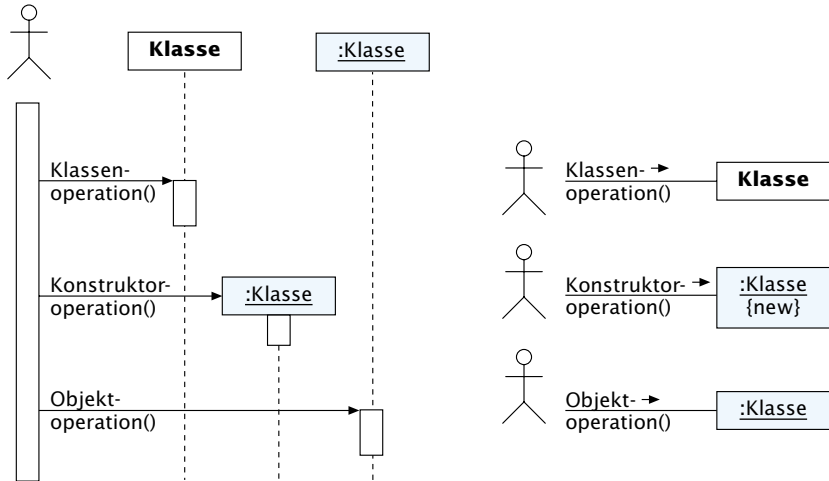 Klasse
:Klasse
Klassen-
operation()
Konstruktor-
operation()
:Klasse
Objekt-
operation()
Klassen-
operation()
Klasse
Konstruktor-
operation()
:Klasse
{new}
Objekt-
operation()
:Klasse